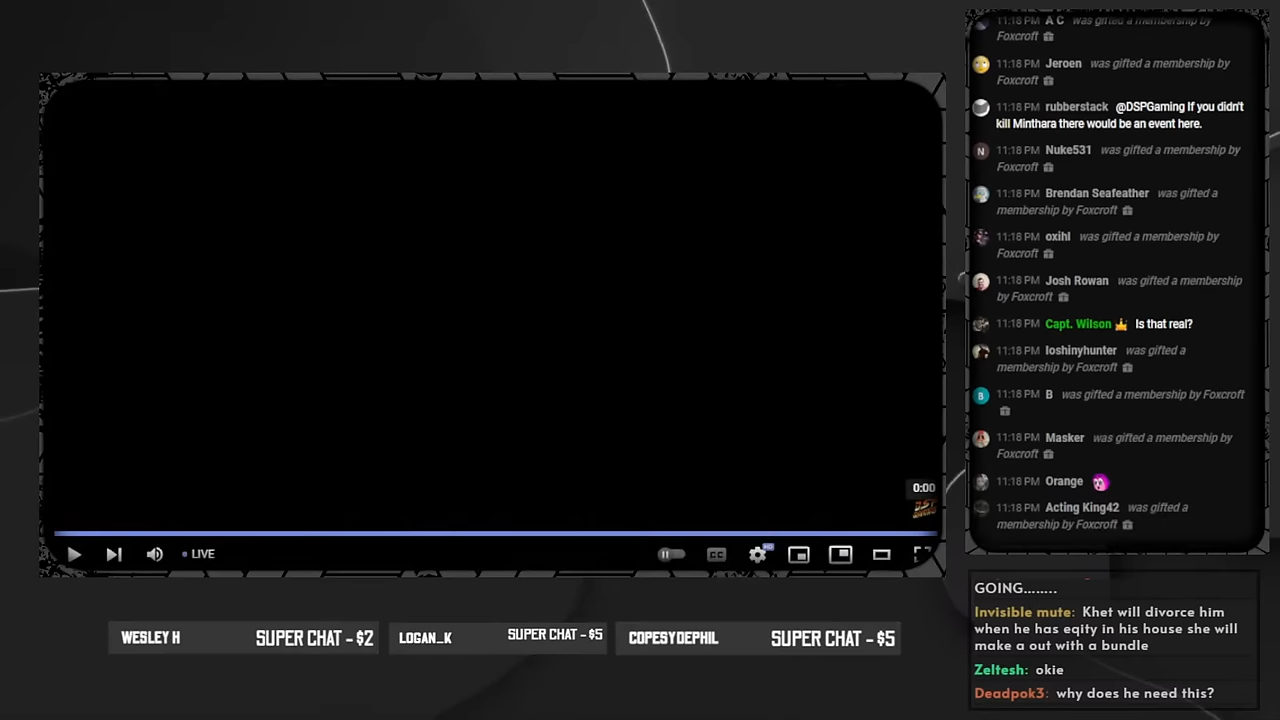 11:18 PM A C was gifted a membership by
Foxcroft
11:18 PM Jeroen was gifted a membership by
Foxcroft
11:18 PM rubberstack @DSPGaming If you didn't
kill Minthara there would be an event here.
N 11:18 PM Nuke531 was gifted a membership by
Foxcroft
11:18 PM Brendan Seafeather was gifted a
membership by Foxcroft
11:18 PM oxihl was gifted a membership by
Foxcroft
11:18 PM Josh Rowan was gifted a membership
by Foxcroft
11:18 PM Capt. Wilson Is that real?
11:18 PM loshinyhunter was gifted a
membership by Foxcroft
B 11:18 PM B was gifted a membership by Foxcroft
11:18 PM Masker was gifted a membership by
Foxcroft
11:18 PM Orange
11:18 PM Acting King42 was gifted a
membership by Foxcroft
0:00
LIVE
CC
HD
WESLEY H SUPER CHAT - $2
LOGAN_K SUPER CHAT - $5
COPESYDEPHIL SUPER CHAT - $5
GOING........
Invisible mute: Khet will divorce him
when he has eqity in his house she will
make a out with a bundle
Zeltesh: okie
Deadpok3: why does he need this?